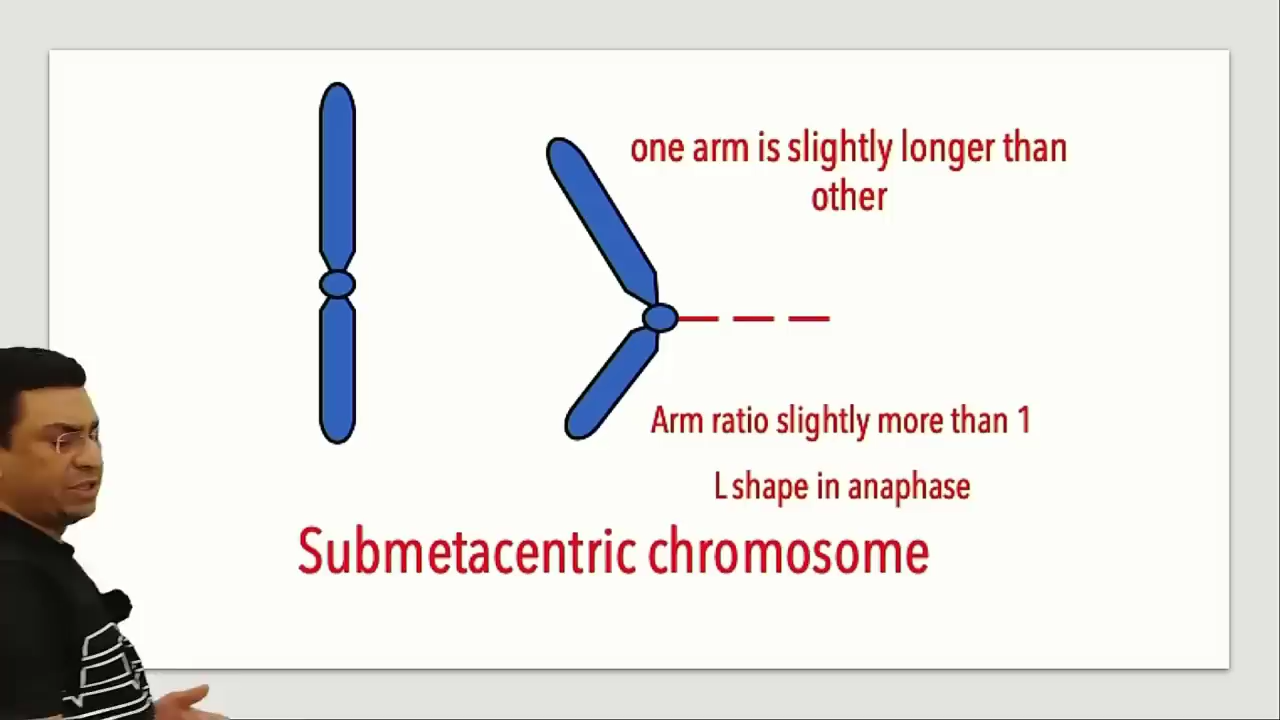 one arm is slightly longer than
other
Arm ratio slightly more than 1
L shape in anaphase
Submetacentric chromosome